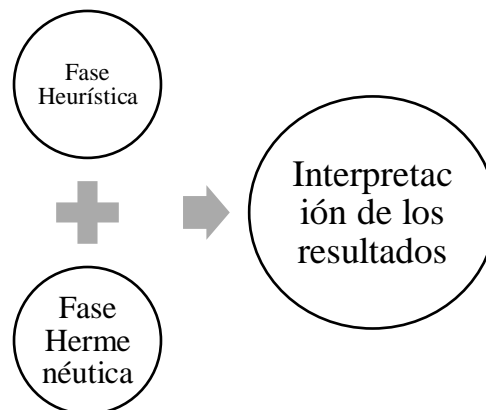 Fase
Heurística
Interpretac
ión de los
resultados
Fase
Herme
néutica